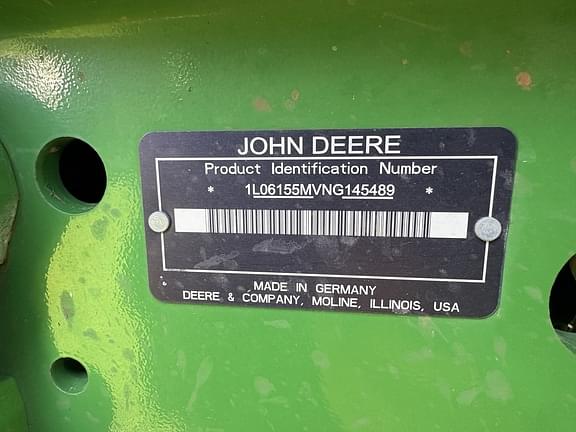 JOHN DEERE
Product Identification Number
* 1L06155MVNG145489 *
MADE IN GERMANY
DEERE & COMPANY, MOLINE, ILLINOIS, USA